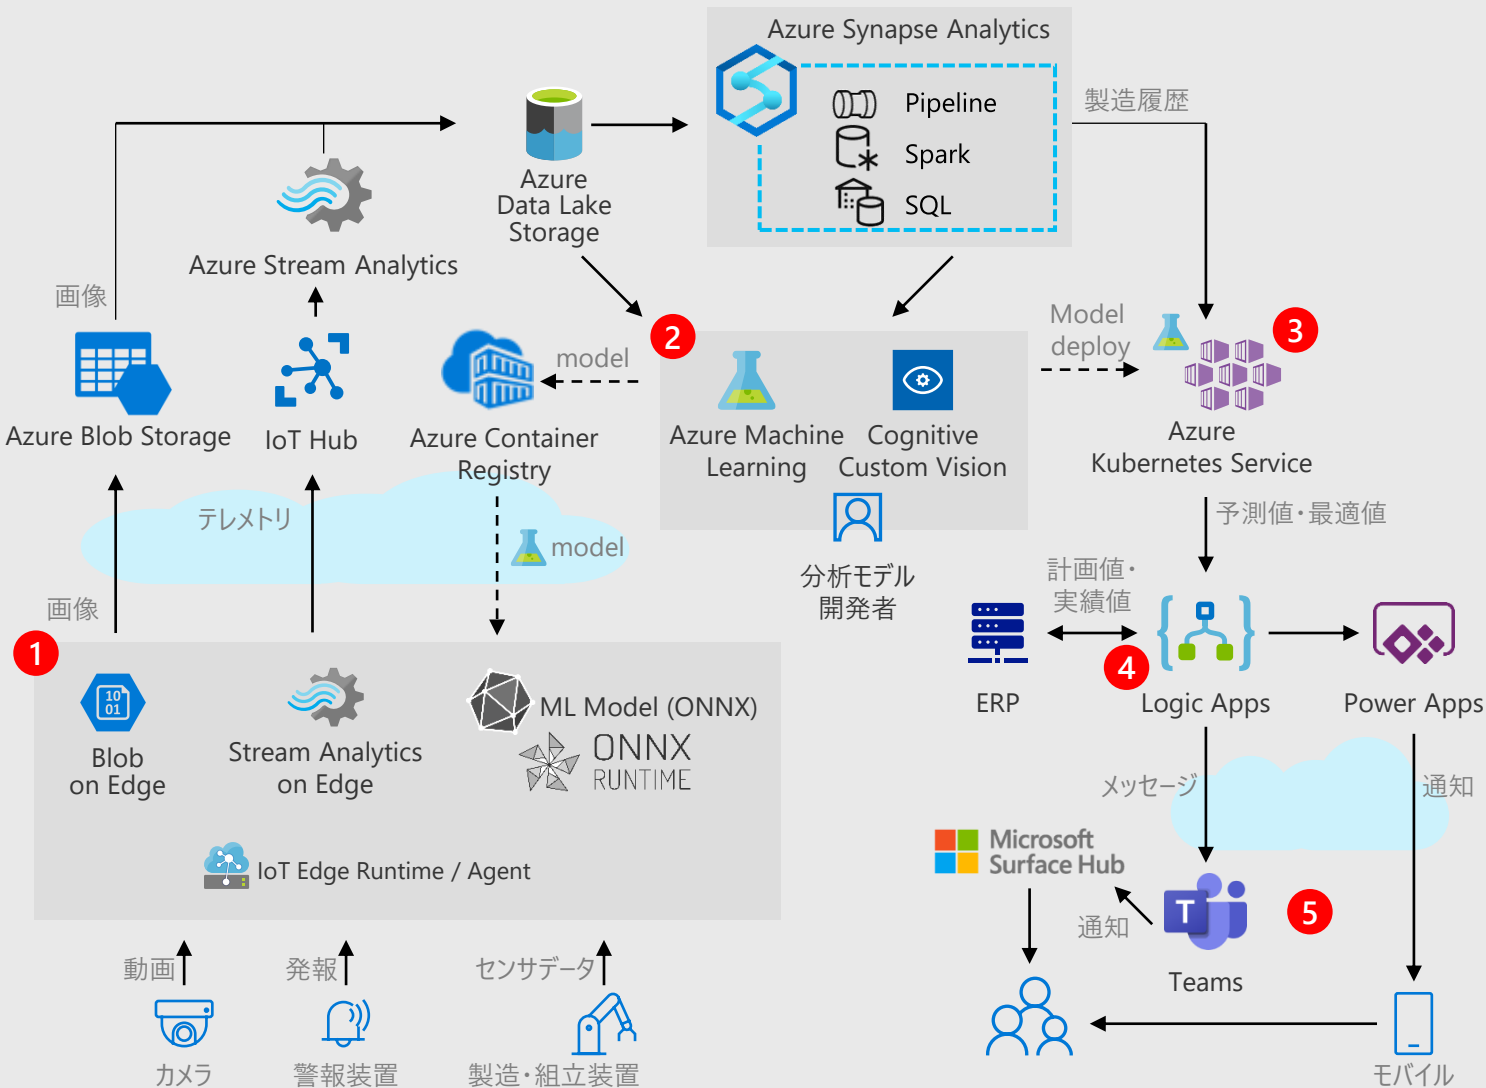 Azure Synapse Analytics
Pipeline
Spark
SQL
製造履歴
Azure
Data Lake
Storage
Azure Stream Analytics
画像
Azure Blob Storage
IoT Hub
Azure Container
Registry
model
2
Azure Machine
Learning
Cognitive
Custom Vision
分析モデル
開発者
Model
deploy
3
Azure
Kubernetes Service
予測値・最適値
テレメトリ
model
画像
1
10
01
Blob
on Edge
Stream Analytics
on Edge
ML Model (ONNX)
ONNX
RUNTIME
IoT Edge Runtime / Agent
動画
発報
センサデータ
カメラ
警報装置
製造・組立装置
計画値・
実績値
ERP
4
Logic Apps
Power Apps
メッセージ
通知
Microsoft
Surface Hub
通知
T
5
Teams
モバイル